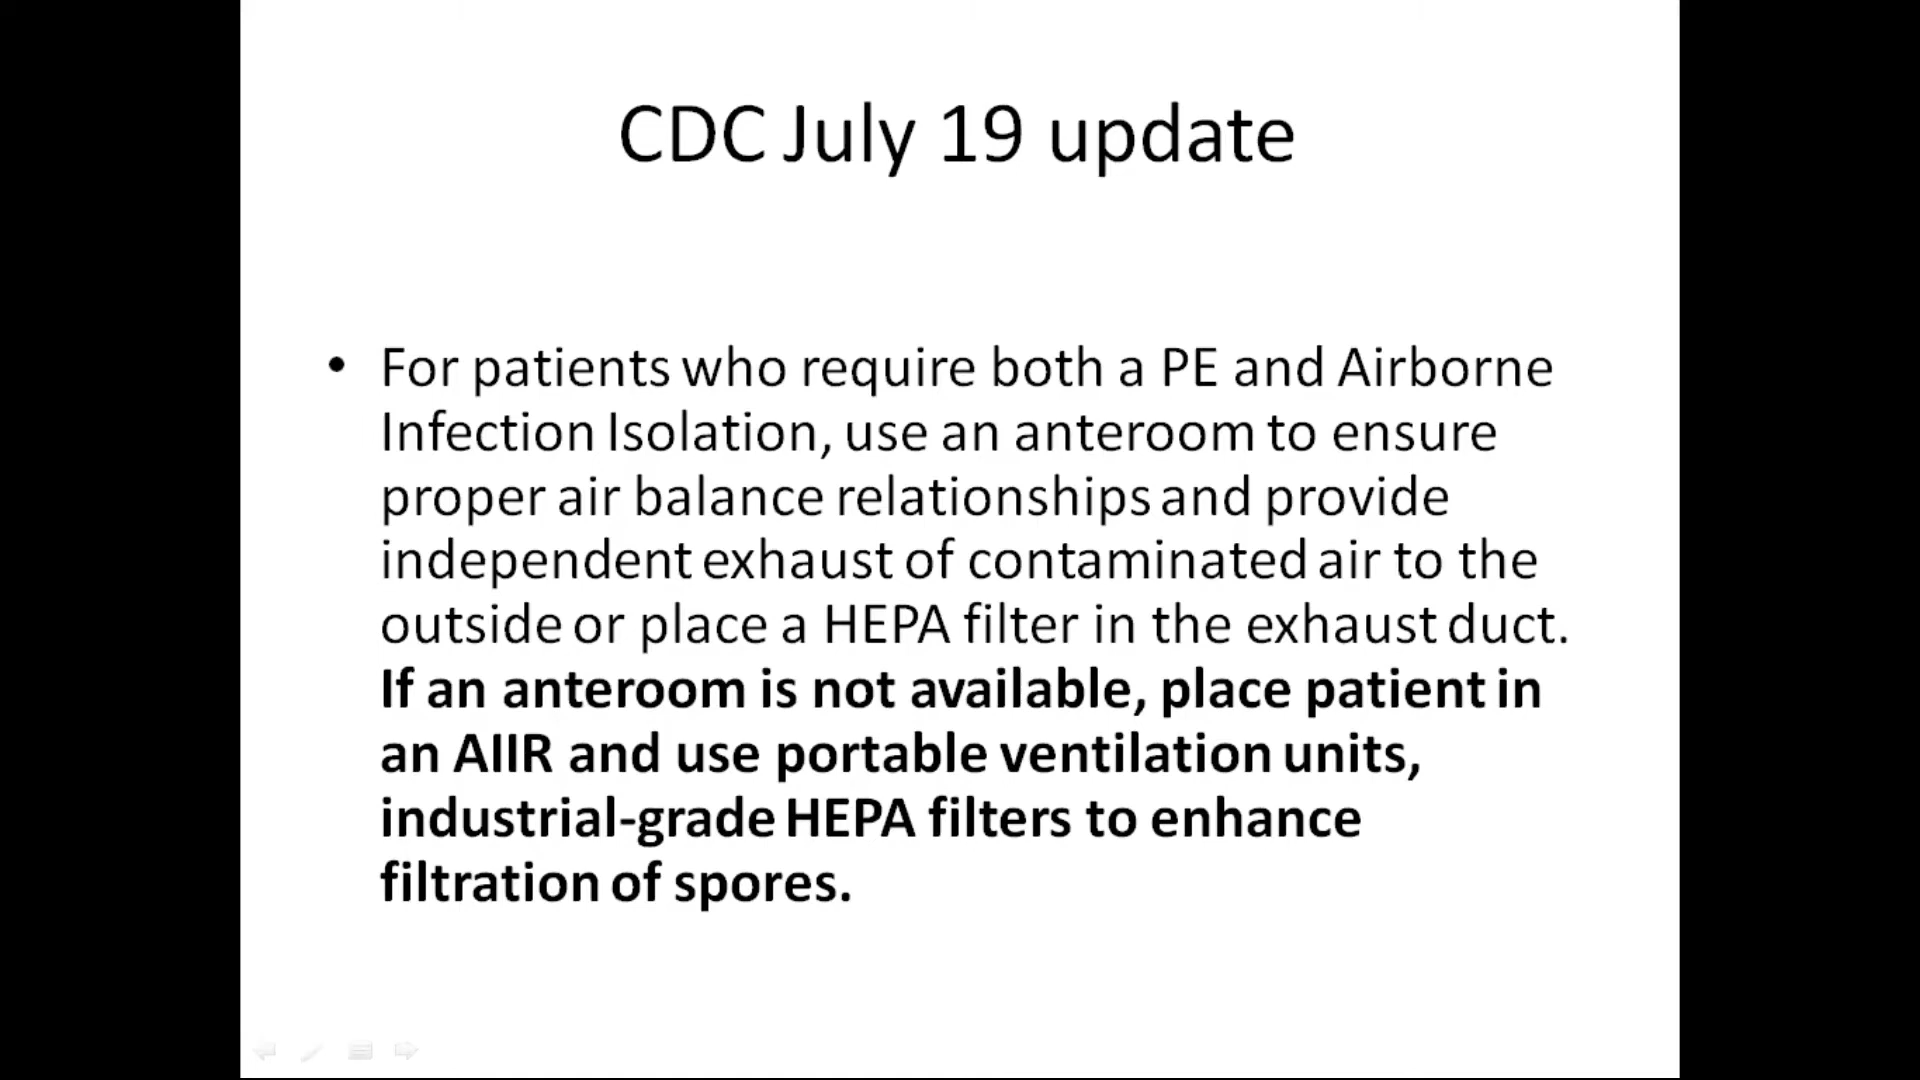 CDC July 19 update
• For patients who require both a PE and Airborne
Infection Isolation, use an anteroom to ensure
proper air balance relationships and provide
independent exhaust of contaminated air to the
outside or place a HEPA filter in the exhaust duct.
If an anteroom is not available, place patient in
an AIIR and use portable ventilation units,
industrial-grade HEPA filters to enhance
filtration of spores.